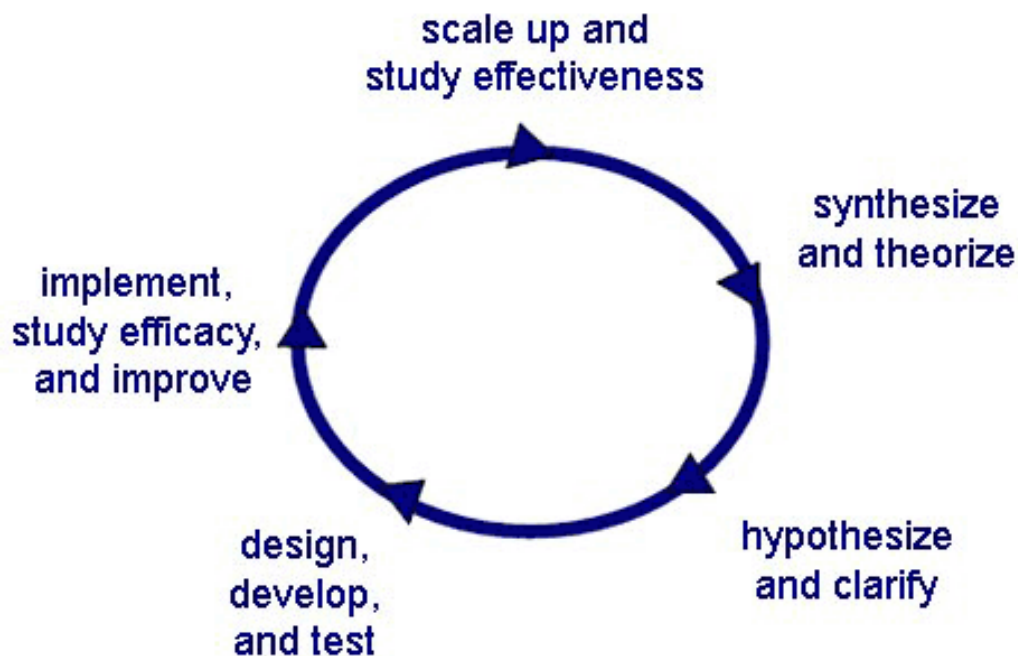 scale up and
study effectiveness
synthesize
and theorize
hypothesize
and clarify
design,
develop,
and test
implement,
study efficacy,
and improve